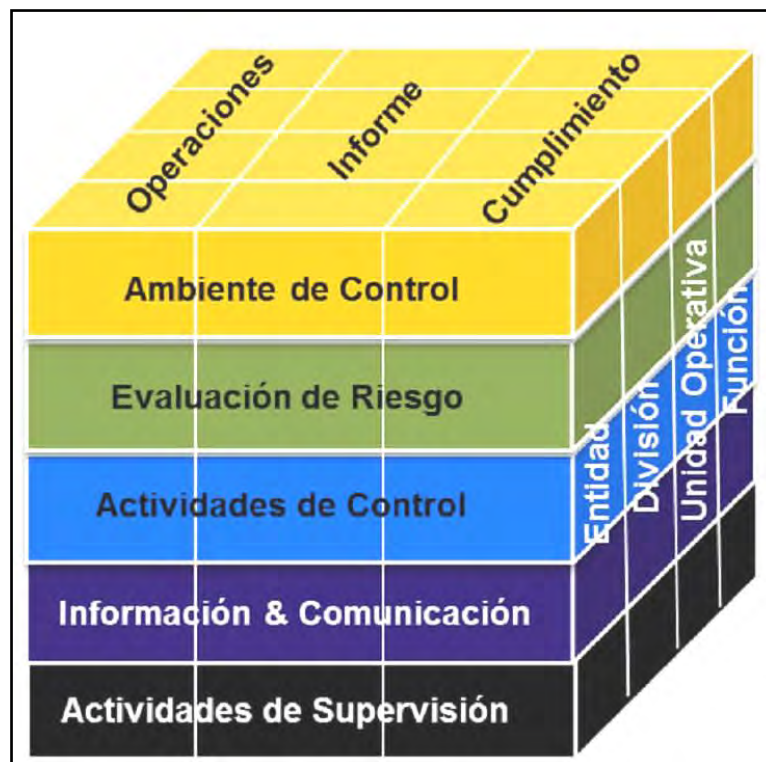 Operaciones
Informe
Cumplimiento
Ambiente de Control
Evaluación de Riesgo
Actividades de Control
Información & Comunicación
Actividades de Supervisión
Entidad
División
Unidad Operativa
Función